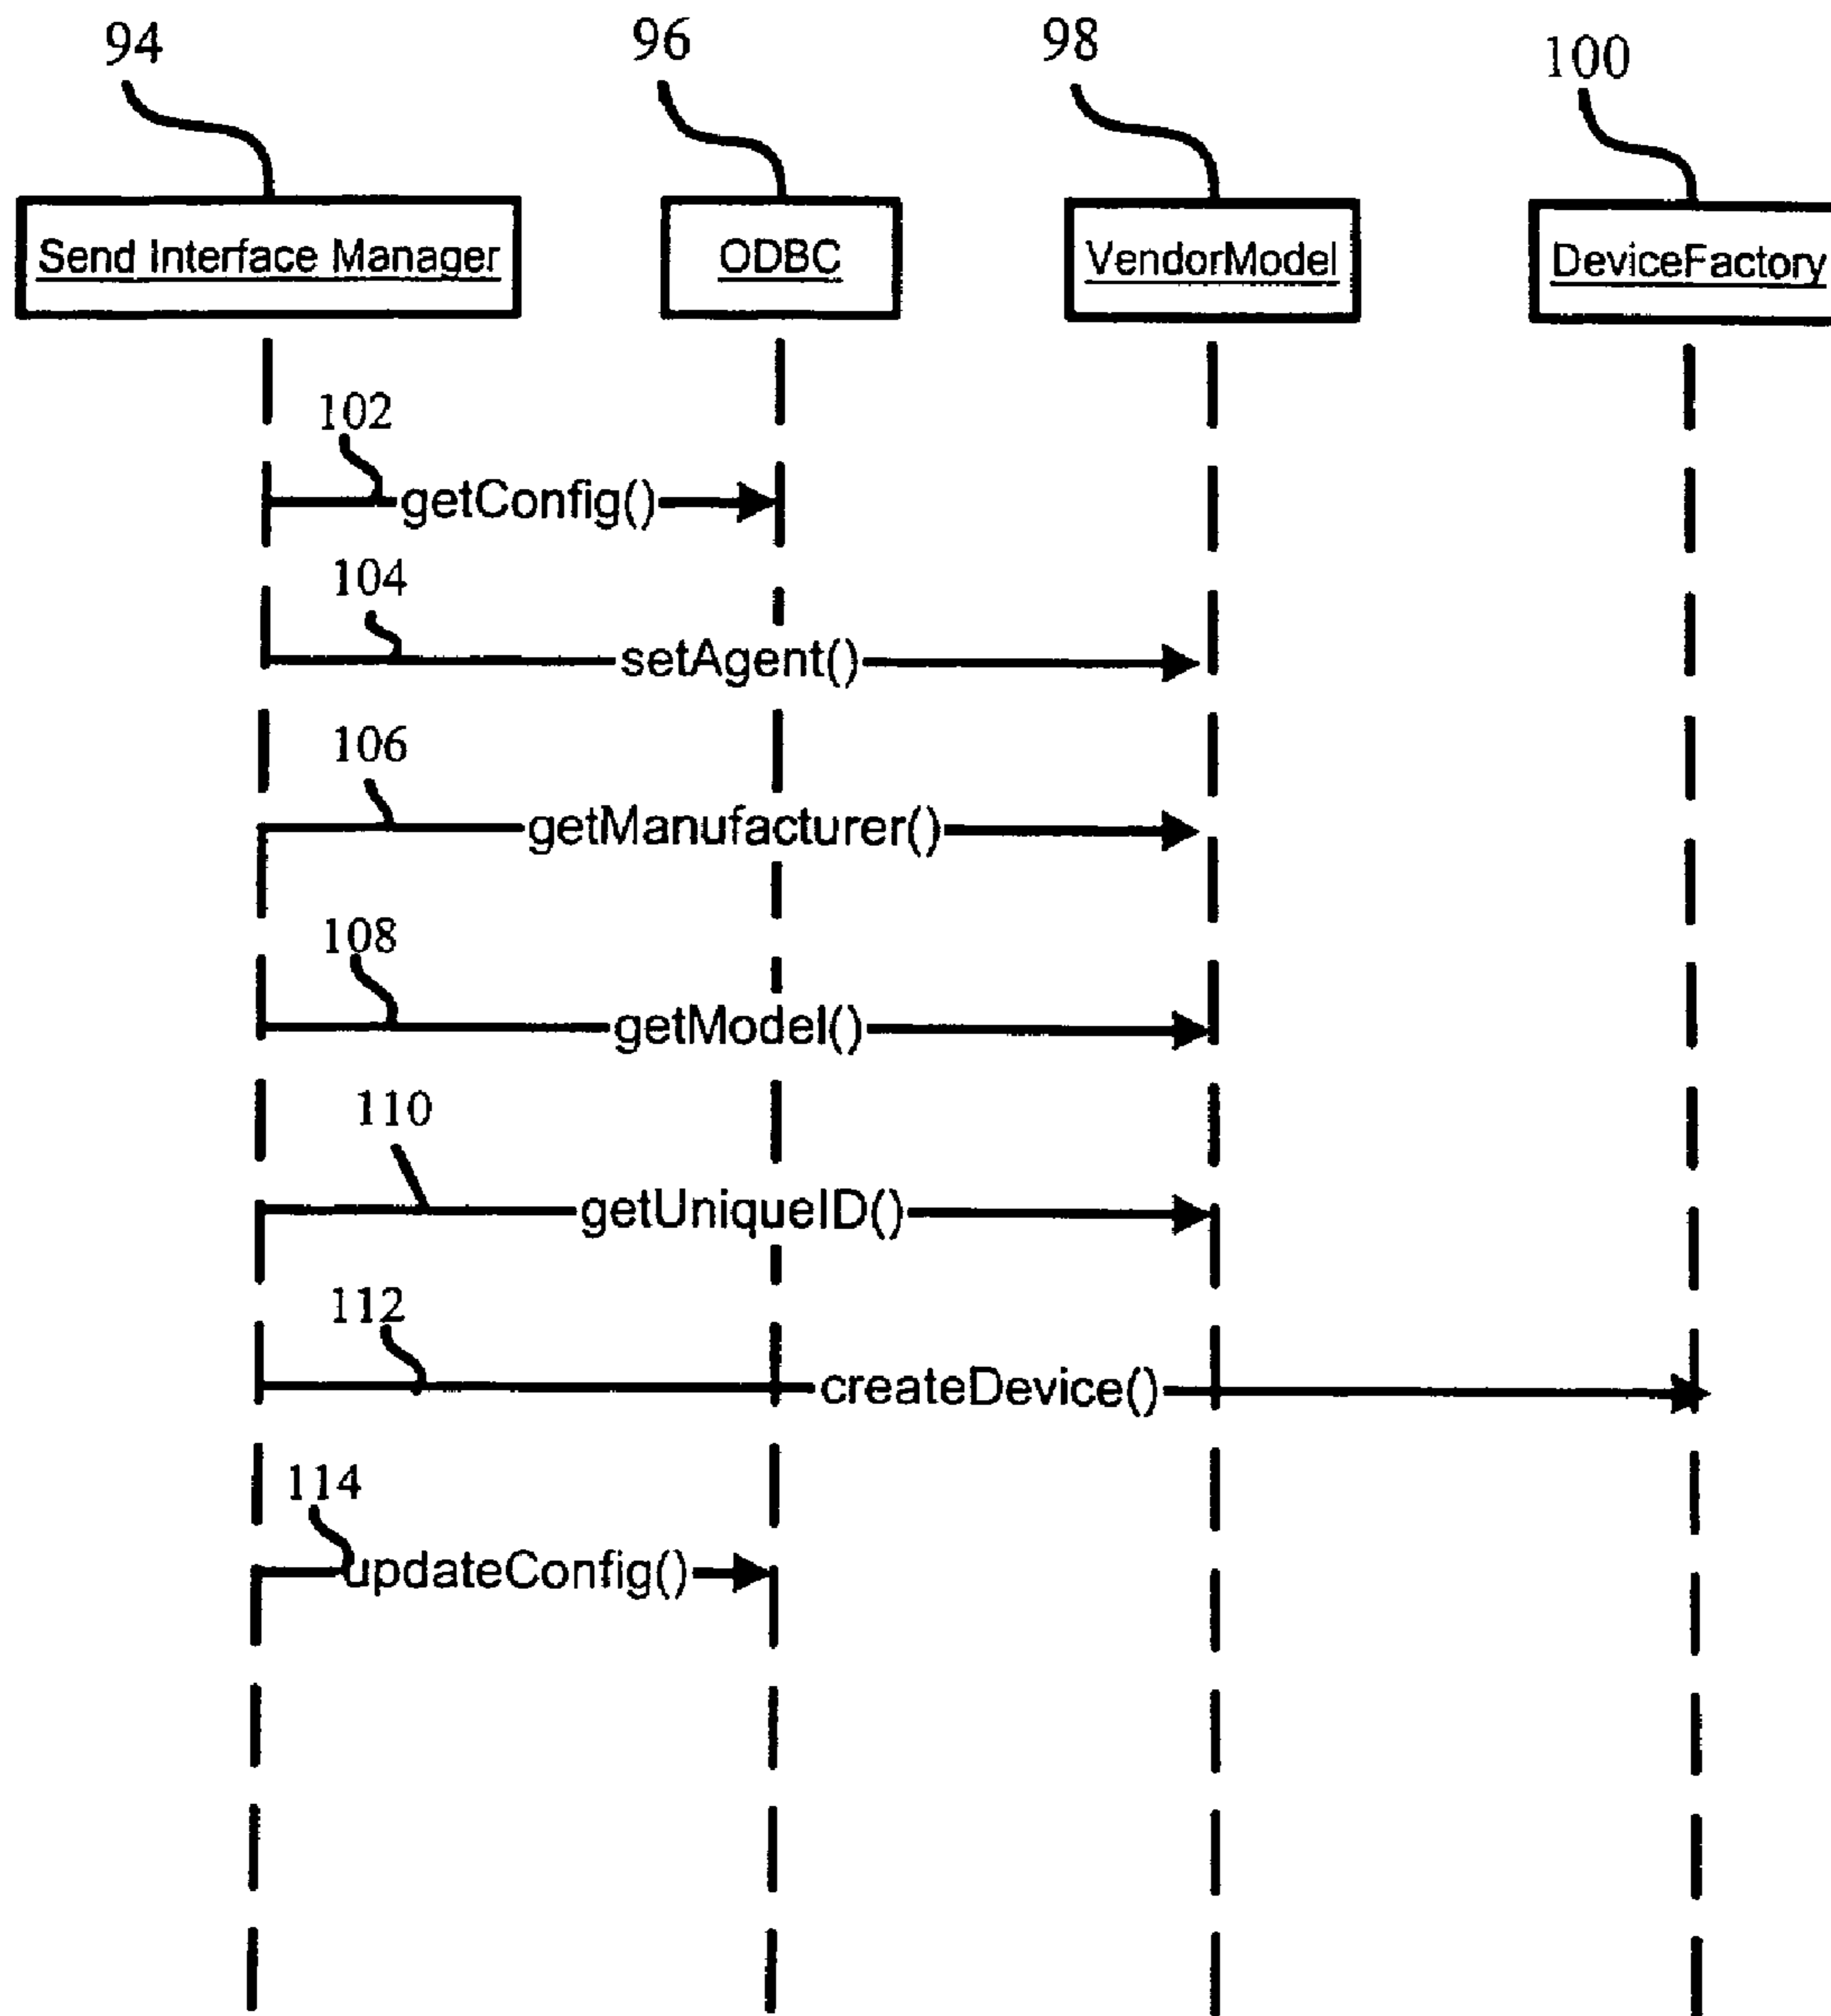 94 96 98 100
Send Interface Manager ODBC VendorModel DeviceFactory
102
getConfig()
104
setAgent()
106
getManufacturer()
108
getModel()
110
getUniqueID()
112
createDevice()
114
updateConfig()